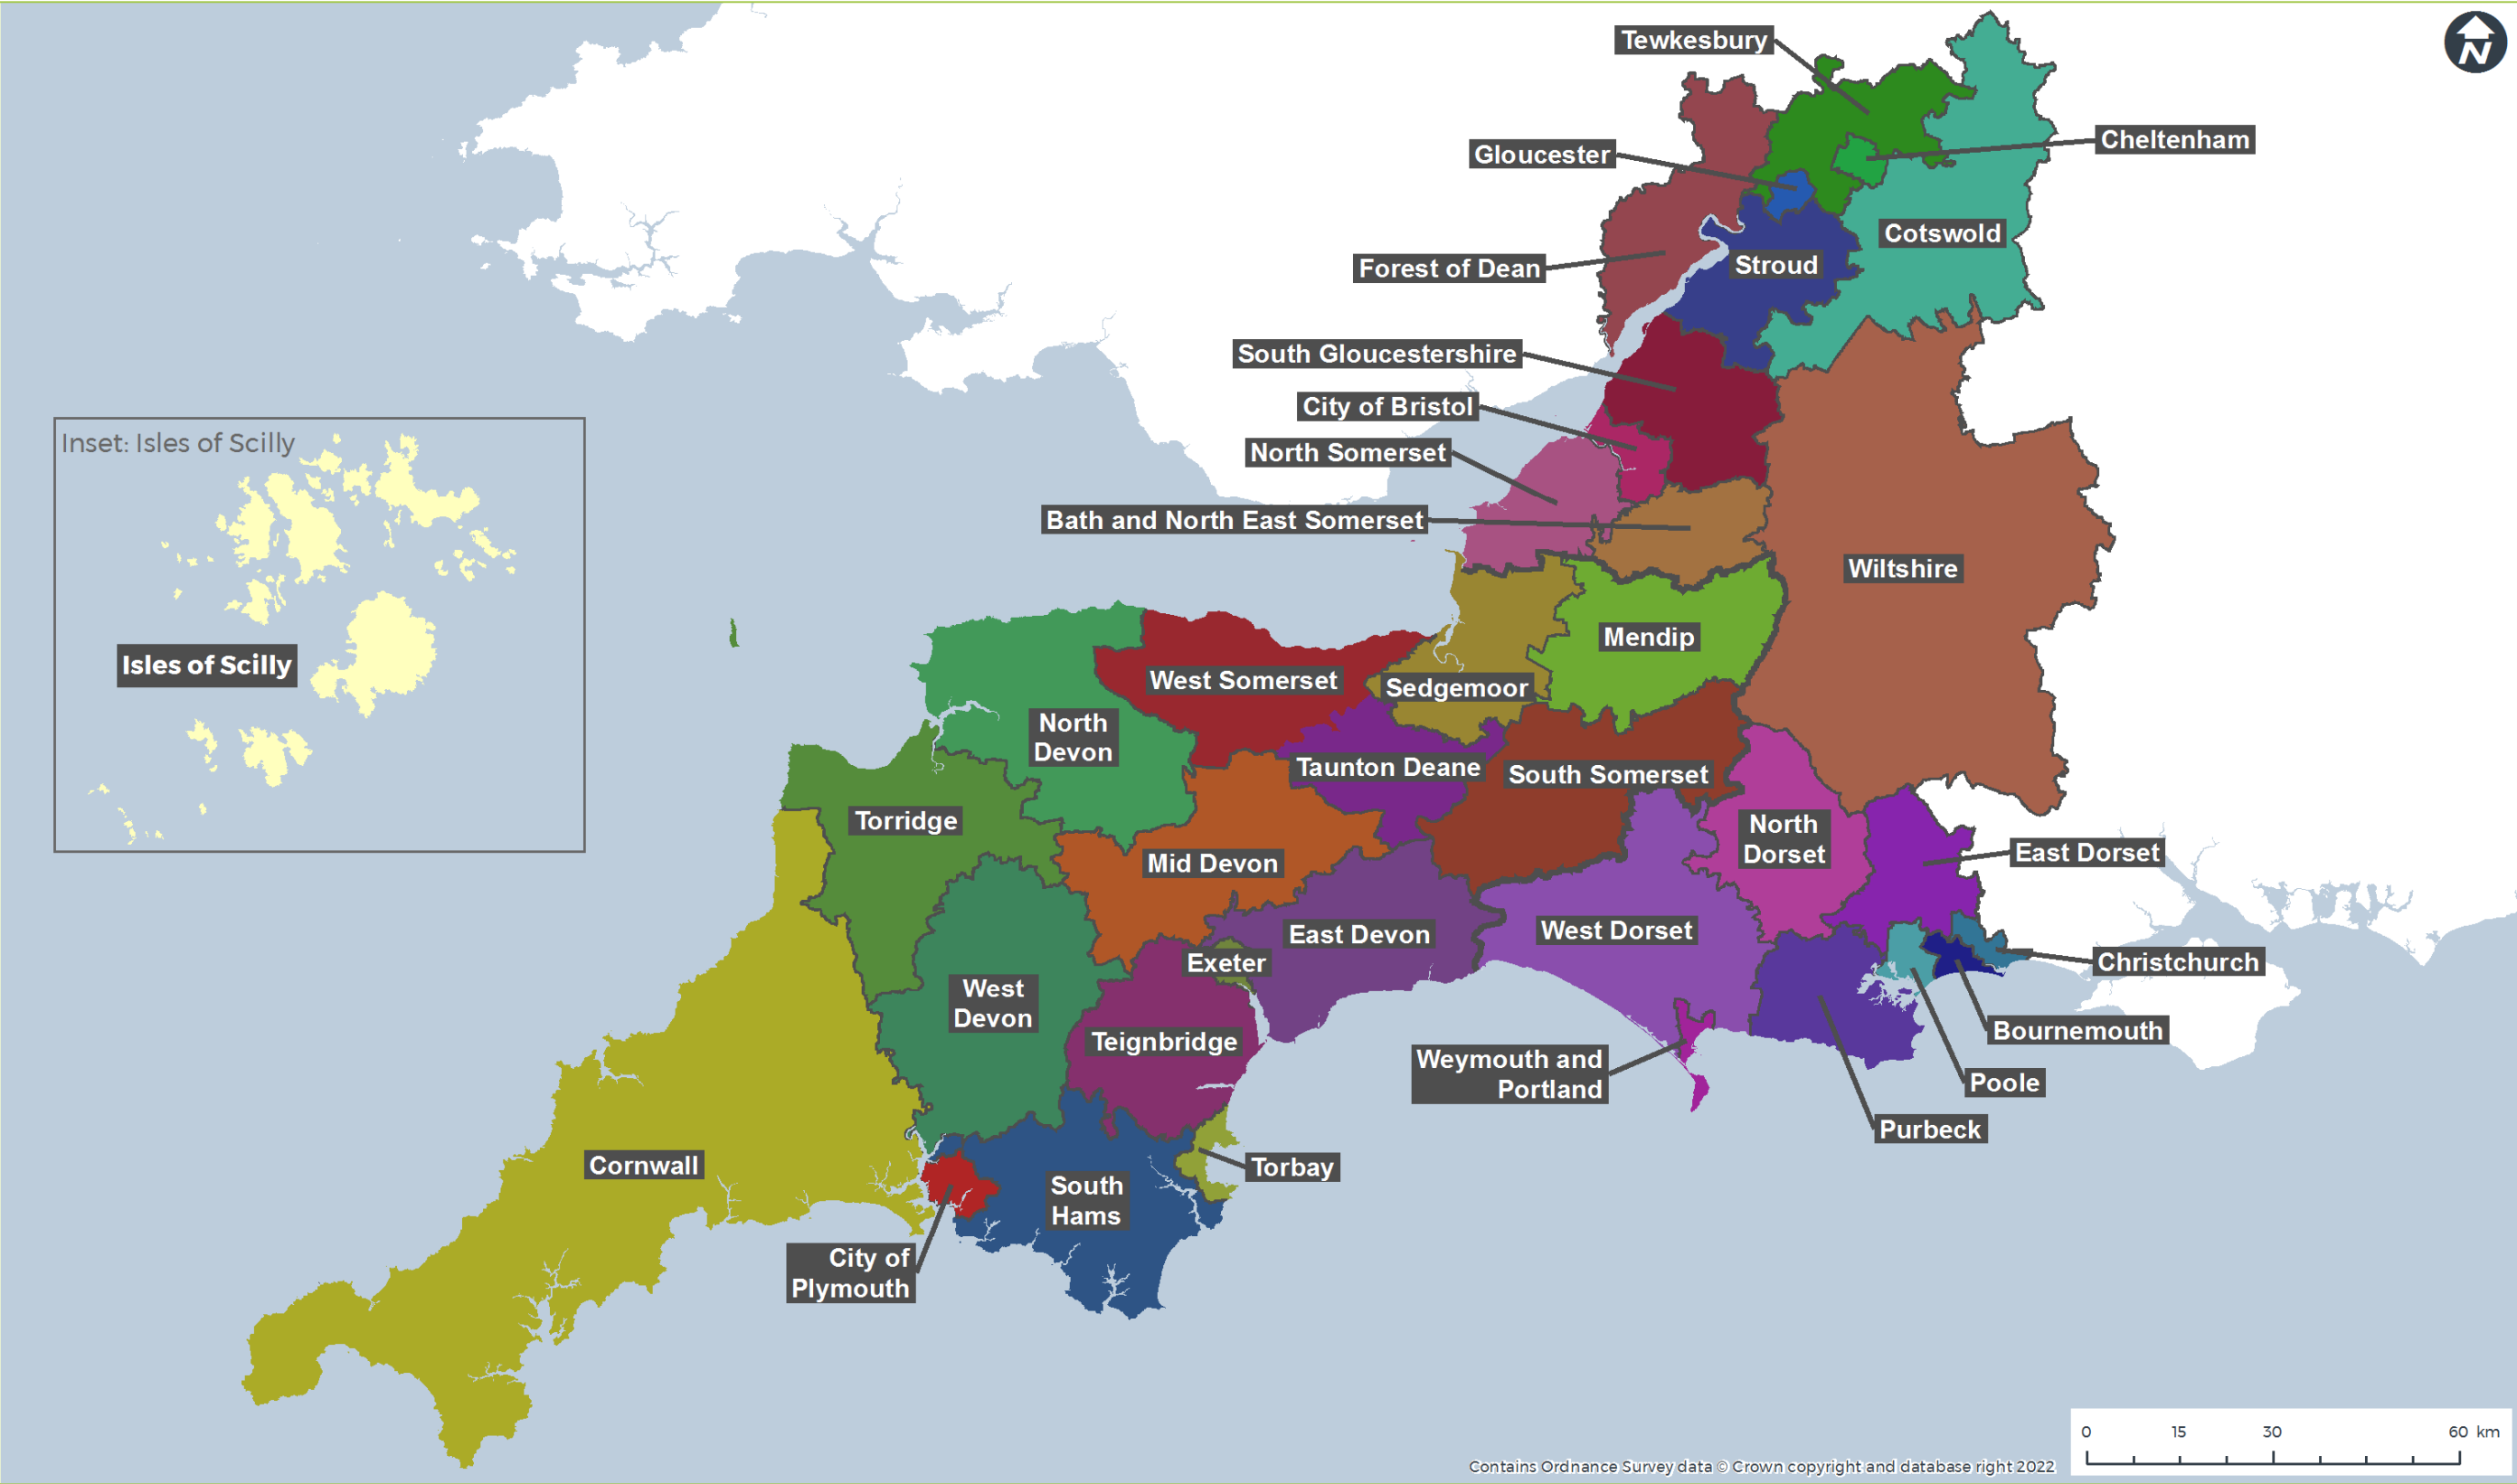 N
Tewkesbury
Cheltenham
Gloucester
Cotswold
Stroud
Forest of Dean
South Gloucestershire
City of Bristol
Inset: Isles of Scilly
North Somerset
Bath and North East Somerset
Wiltshire
Mendip
Isles of Scilly
West Somerset
Sedgemoor
North
Devon
Taunton Deane
South Somerset
Torridge
North
Dorset
East Dorset
Mid Devon
East Devon
West Dorset
Exeter
Christchurch
West
Devon
Bournemouth
Teignbridge
Weymouth and
Portland
Poole
Purbeck
Cornwall
Torbay
South
Hams
City of
Plymouth
0 15 30 60 km
Contains Ordnance Survey data © Crown copyright and database right 2022